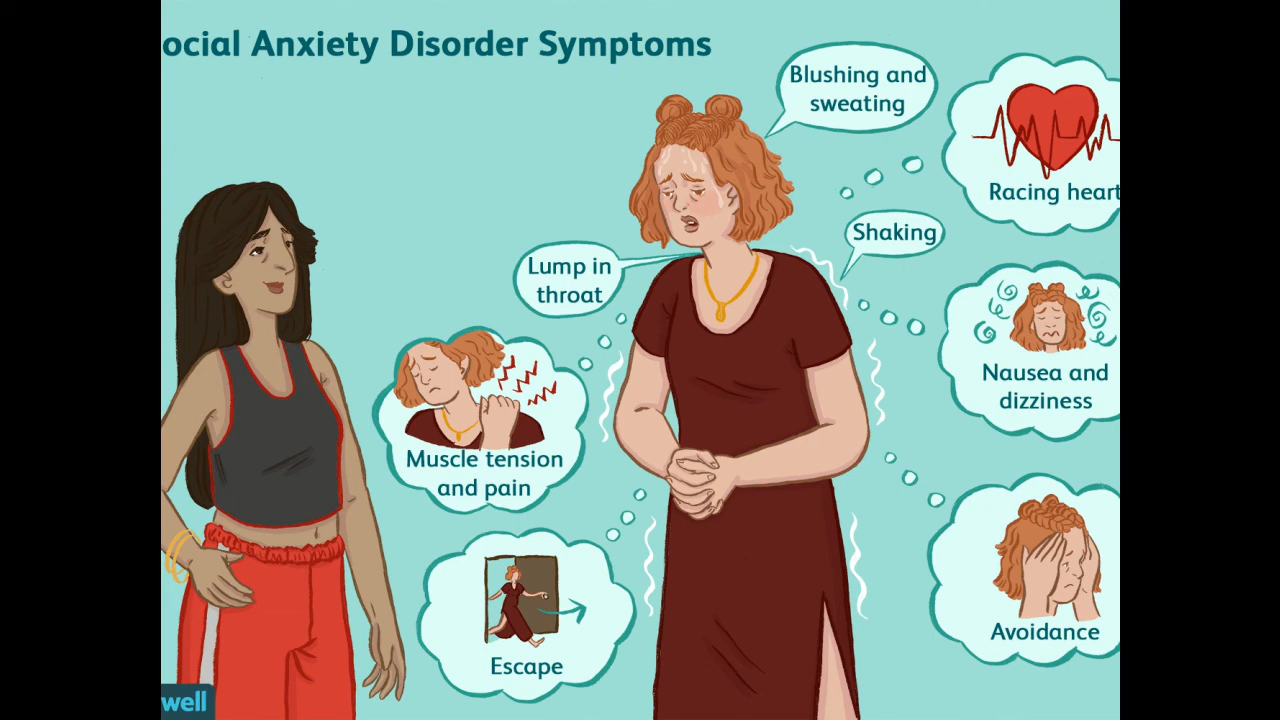 ocial Anxiety Disorder Symptoms
Blushing and
sweating
Racing heart
Shaking
Lump in
throat
Nausea and
dizziness
Muscle tension
and pain
Avoidance
Escape
well